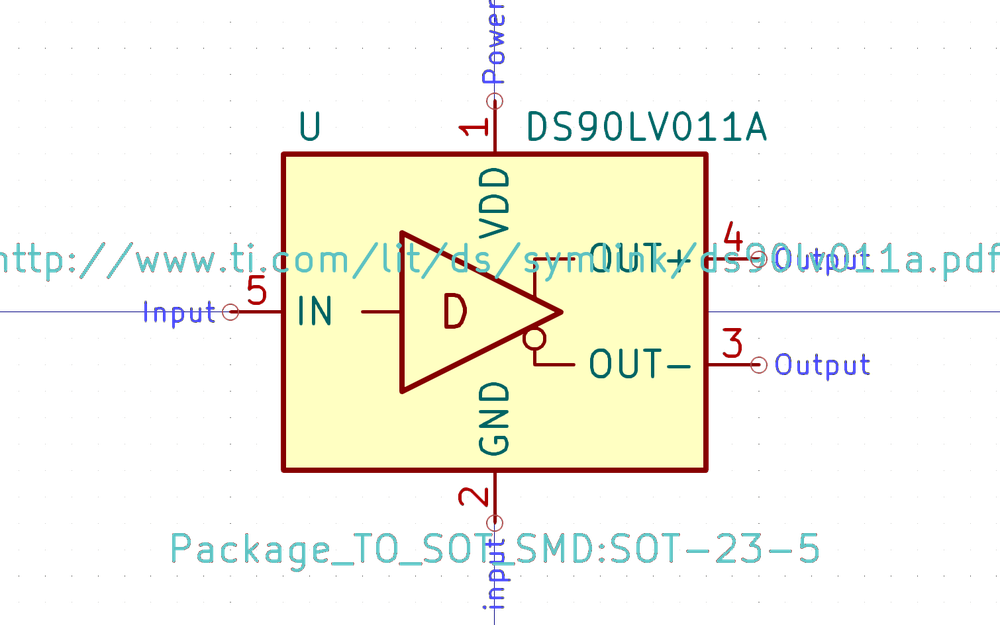 Power
1
U
DS90LV011A
VDD
4
OUT+
Output
http://www.ti.com/lit/ds/symlink/ds90lv011a.pdf
5
Input
IN
D
3
OUT-
Output
GND
2
Package_TO_SOT_SMD:SOT-23-5
input